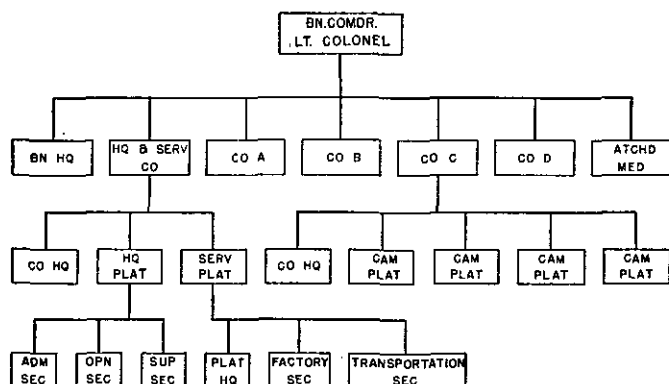 BN. COMDR.
LT. COLONEL
BN HQ
HQ & SERV
CO
CO A
CO B
CO C
CO D
ATCHD
MED
CO HQ
HQ
PLAT
SERV
PLAT
CO HQ
CAM
PLAT
CAM
PLAT
CAM
PLAT
CAM
PLAT
ADM
SEC
OPN
SEC
SUP
SEC
PLAT
HQ
FACTORY
SEC
TRANSPORTATION
SEC